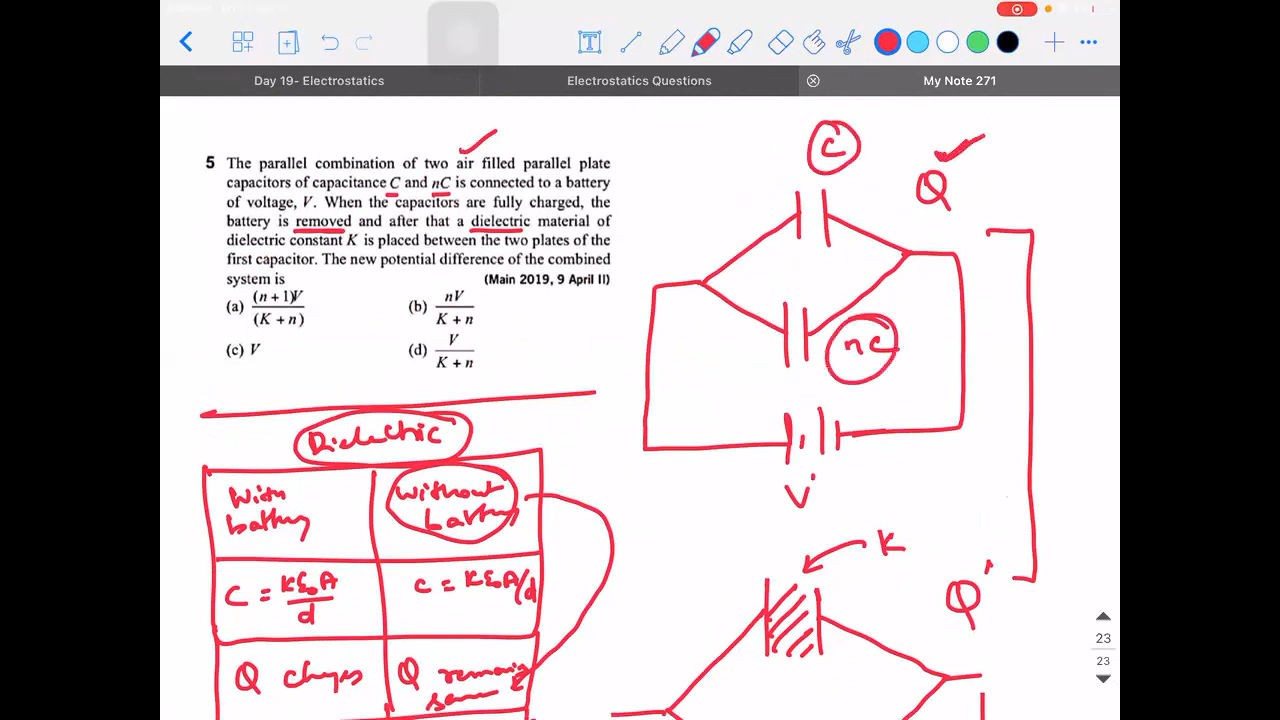 Day 19- Electrostatics
Electrostatics Questions
My Note 271
5 The parallel combination of two air filled parallel plate
capacitors of capacitance C and nC is connected to a battery
of voltage, V. When the capacitors are fully charged, the
battery is removed and after that a dielectric material of
dielectric constant K is placed between the two plates of the
first capacitor. The new potential difference of the combined
system is (Main 2019, 9 April II)
(a) (n + 1)V / (K + n)
(b) nV / K + n
(c) V
(d) V / K + n
C
Q
nC
V
K
Q'
Dielectric
With battery
Without battery
C = Kε₀A / d
C = Kε₀A/d
Q changes
Q remains same
23
23